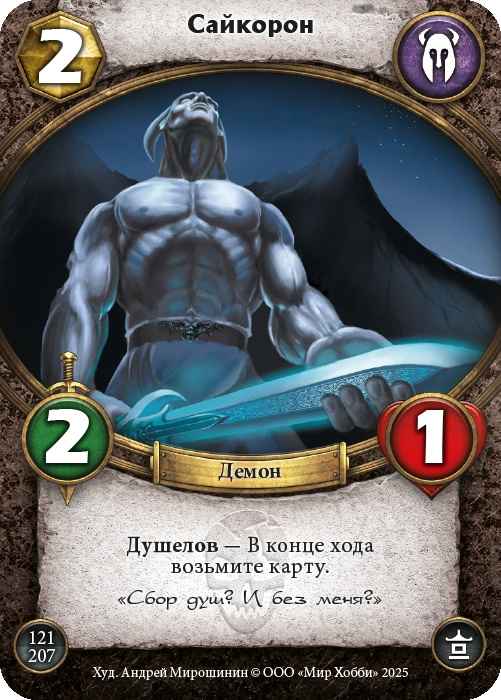 Сайкорон
2
2
1
Демон
Душелов — В конце хода
возьмите карту.
«Сбор душ? И без меня?»
121
207
Худ. Андрей Мирошинин © ООО «Мир Хобби» 2025